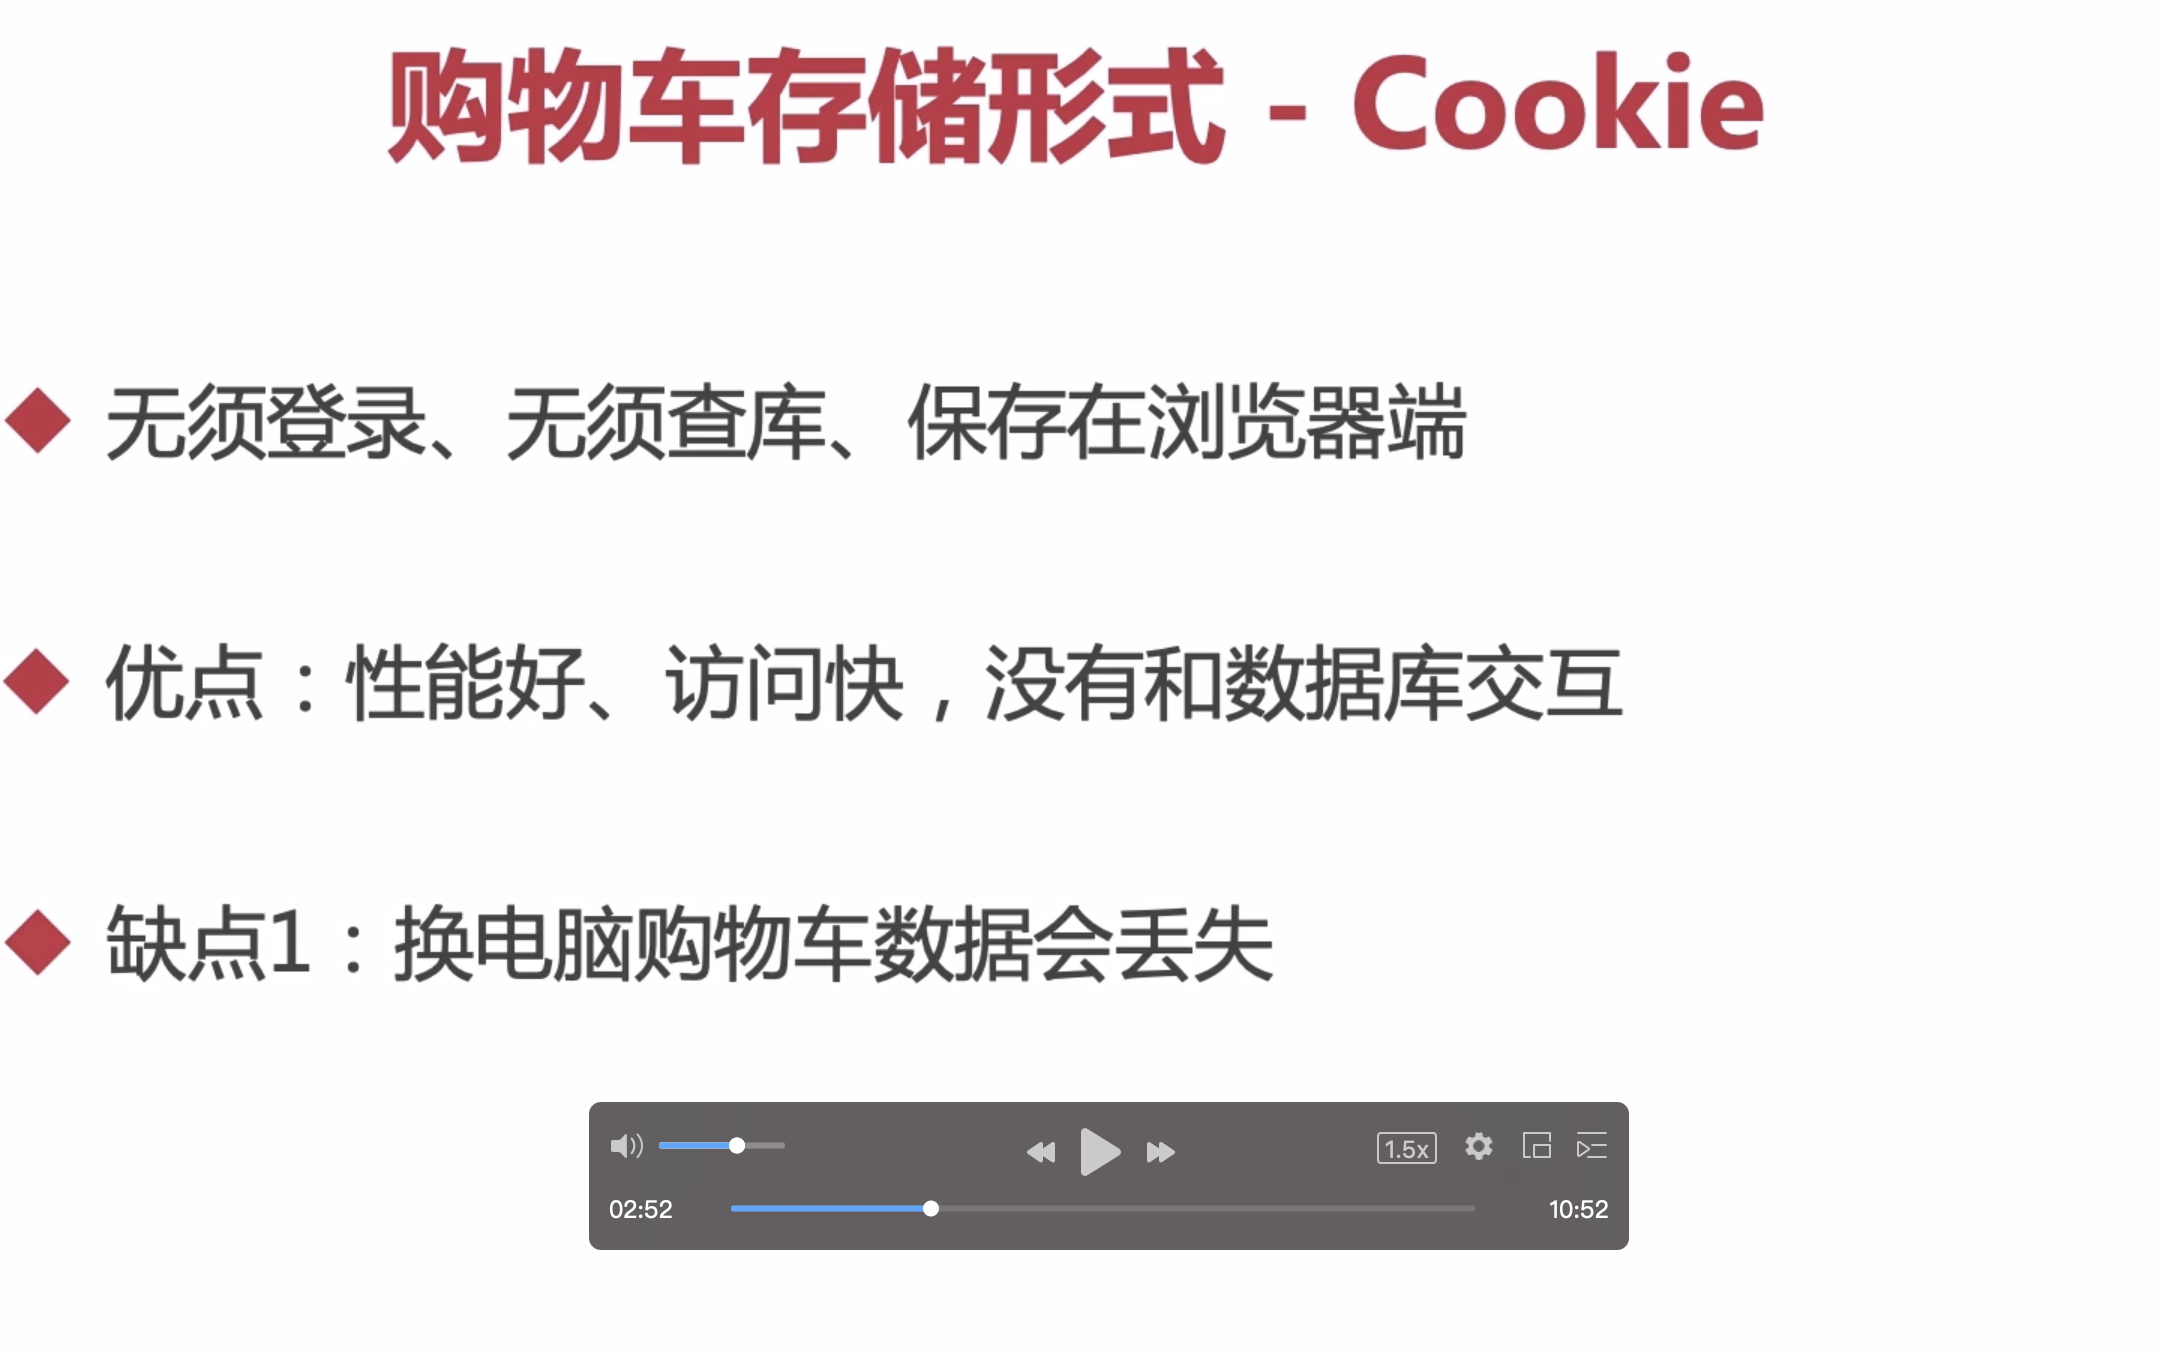 购物车存储形式 - Cookie
无须登录、无须查库、保存在浏览器端
优点：性能好、访问快，没有和数据库交互
缺点1：换电脑购物车数据会丢失
1.5x
02:52
10:52